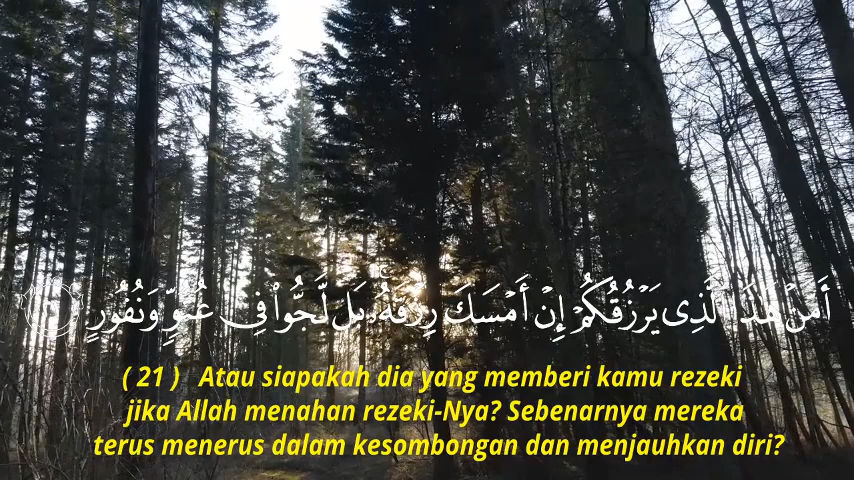 أَمَّنْ هَٰذَا ٱلَّذِى يَرْزُقُكُمْ إِنْ أَمْسَكَ رِزْقَهُۥ بَل لَّجُّوا۟ فِى عُتُوٍّ وَنُفُورٍ
( 21 ) Atau siapakah dia yang memberi kamu rezeki
jika Allah menahan rezeki-Nya? Sebenarnya mereka
terus menerus dalam kesombongan dan menjauhkan diri?